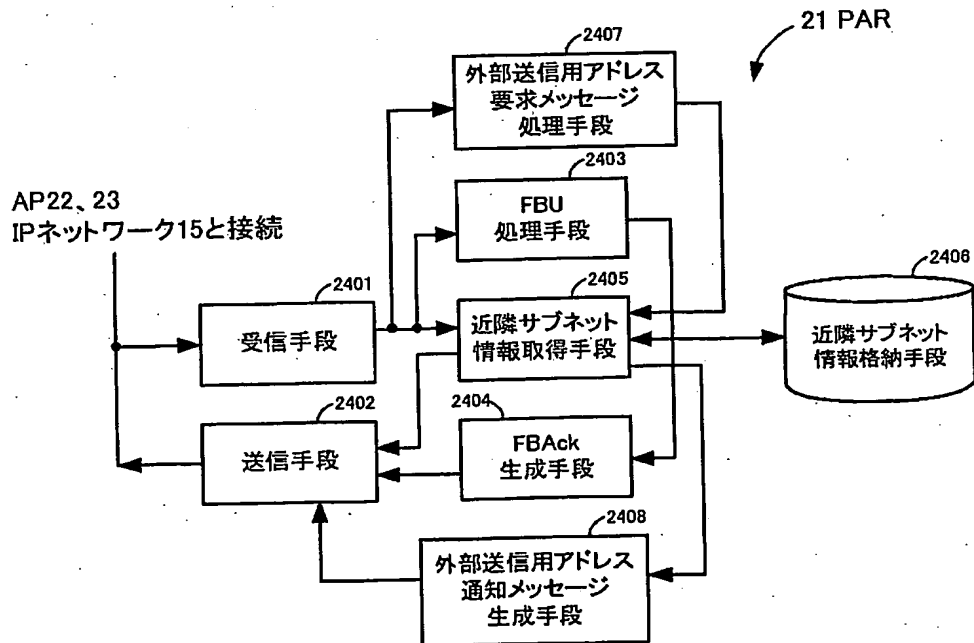 21 PAR
2407
外部送信用アドレス
要求メッセージ
処理手段
2403
FBU
処理手段
AP22、23
IPネットワーク15と接続
2401
受信手段
2405
近隣サブネット
情報取得手段
2406
近隣サブネット
情報格納手段
2402
送信手段
2404
FBAck
生成手段
2408
外部送信用アドレス
通知メッセージ
生成手段